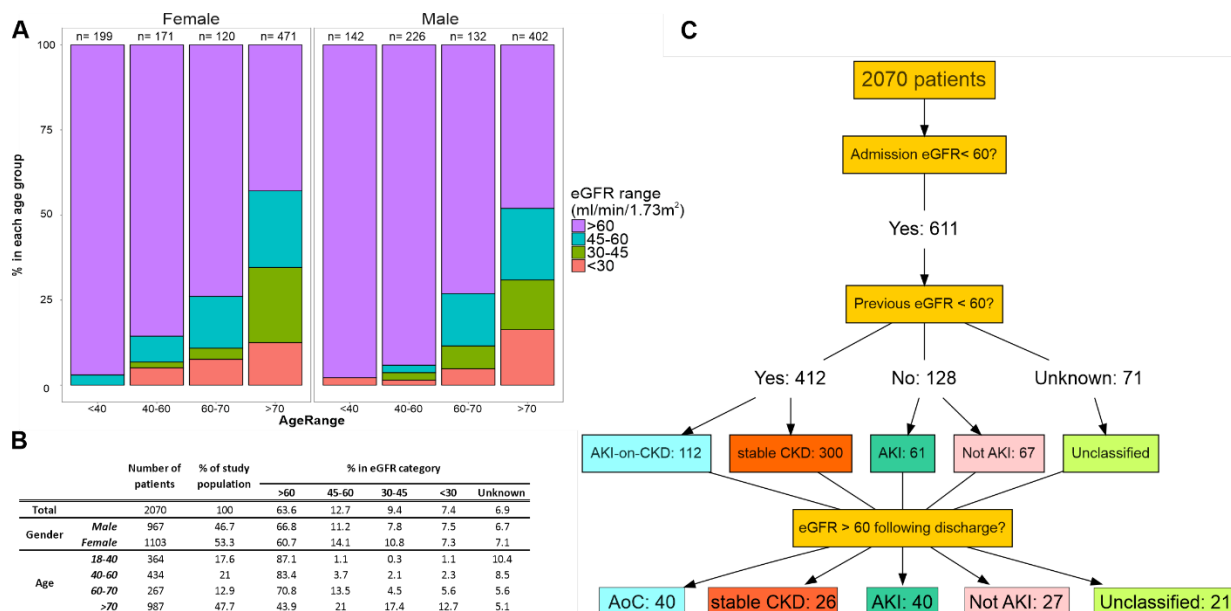 A
Female
Male
n= 199 n= 171 n= 120 n= 471 n= 142 n= 226 n= 132 n= 402
% in each age group
100
75
50
25
0
<40 40-60 60-70 >70 <40 40-60 60-70 >70
AgeRange
eGFR range
(ml/min/1.73m²)
>60
45-60
30-45
<30
B
Number of patients % of study population % in eGFR category
>60 45-60 30-45 <30 Unknown
Total 2070 100 63.6 12.7 9.4 7.4 6.9
Gender
Male 967 46.7 66.8 11.2 7.8 7.5 6.7
Female 1103 53.3 60.7 14.1 10.8 7.3 7.1
Age
18-40 364 17.6 87.1 1.1 0.3 1.1 10.4
40-60 434 21 83.4 3.7 2.1 2.3 8.5
60-70 267 12.9 70.8 13.5 4.5 5.6 5.6
>70 987 47.7 43.9 21 17.4 12.7 5.1
C
2070 patients
Admission eGFR< 60?
Yes: 611
Previous eGFR < 60?
Yes: 412 No: 128 Unknown: 71
AKI-on-CKD: 112 stable CKD: 300 AKI: 61 Not AKI: 67 Unclassified
eGFR > 60 following discharge?
AoC: 40 stable CKD: 26 AKI: 40 Not AKI: 27 Unclassified: 21